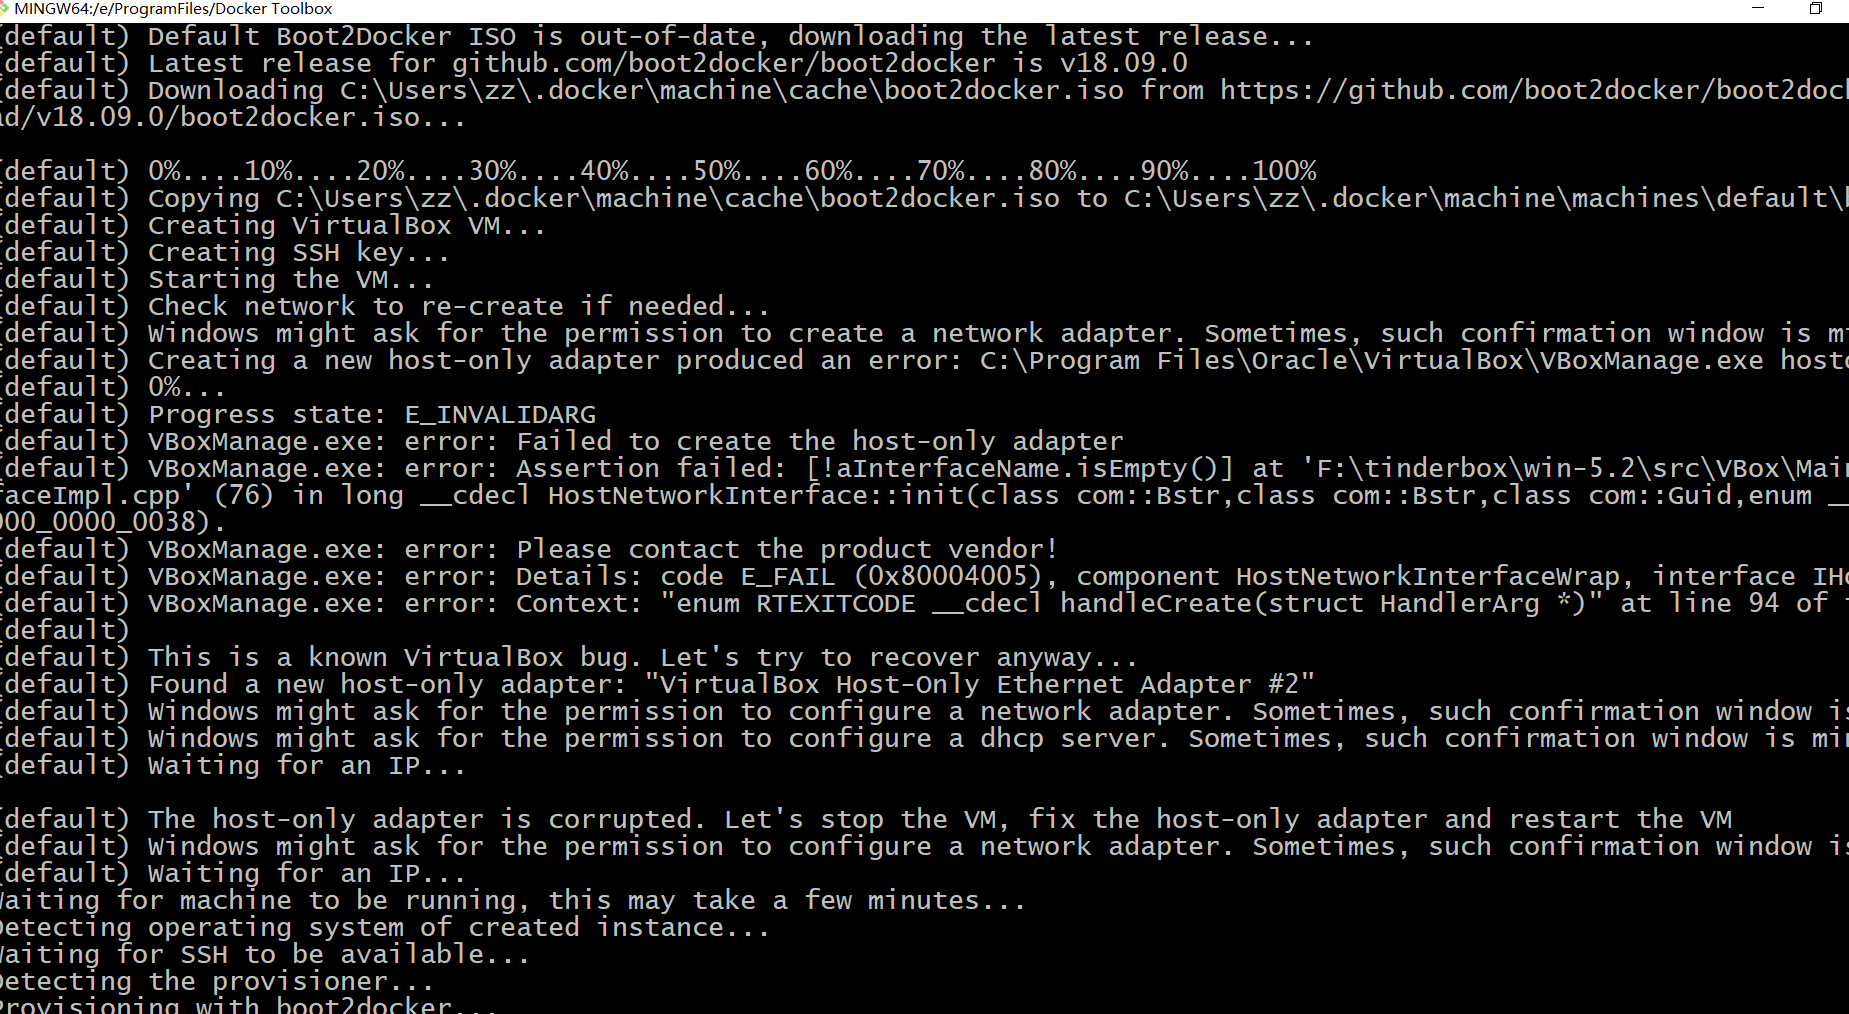 MINGW64:/e/ProgramFiles/Docker Toolbox
(default) Default Boot2Docker ISO is out-of-date, downloading the latest release...
(default) Latest release for github.com/boot2docker/boot2docker is v18.09.0
(default) Downloading C:\Users\zz\.docker\machine\cache\boot2docker.iso from https://github.com/boot2docker/boot2doc
ad/v18.09.0/boot2docker.iso...
(default) 0%....10%....20%....30%....40%....50%....60%....70%....80%....90%....100%
(default) Copying C:\Users\zz\.docker\machine\cache\boot2docker.iso to C:\Users\zz\.docker\machine\machines\default\
(default) Creating VirtualBox VM...
(default) Creating SSH key...
(default) Starting the VM...
(default) Check network to re-create if needed...
(default) Windows might ask for the permission to create a network adapter. Sometimes, such confirmation window is m
(default) Creating a new host-only adapter produced an error: C:\Program Files\Oracle\VirtualBox\VBoxManage.exe host
(default) 0%...
(default) Progress state: E_INVALIDARG
(default) VBoxManage.exe: error: Failed to create the host-only adapter
(default) VBoxManage.exe: error: Assertion failed: [!aInterfaceName.isEmpty()] at 'F:\tinderbox\win-5.2\src\VBox\Mai
faceImpl.cpp' (76) in long __cdecl HostNetworkInterface::init(class com::Bstr,class com::Bstr,class com::Guid,enum __
000_0000_0038).
(default) VBoxManage.exe: error: Please contact the product vendor!
(default) VBoxManage.exe: error: Details: code E_FAIL (0x80004005), component HostNetworkInterfaceWrap, interface IH
(default) VBoxManage.exe: error: Context: "enum RTEXITCODE __cdecl handleCreate(struct HandlerArg *)" at line 94 of
(default)
(default) This is a known VirtualBox bug. Let's try to recover anyway...
(default) Found a new host-only adapter: "VirtualBox Host-Only Ethernet Adapter #2"
(default) Windows might ask for the permission to configure a network adapter. Sometimes, such confirmation window is
(default) Windows might ask for the permission to configure a dhcp server. Sometimes, such confirmation window is mi
(default) Waiting for an IP...
(default) The host-only adapter is corrupted. Let's stop the VM, fix the host-only adapter and restart the VM
(default) Windows might ask for the permission to configure a network adapter. Sometimes, such confirmation window is
(default) Waiting for an IP...
Waiting for machine to be running, this may take a few minutes...
Detecting operating system of created instance...
Waiting for SSH to be available...
Detecting the provisioner...
Provisioning with boot2docker...